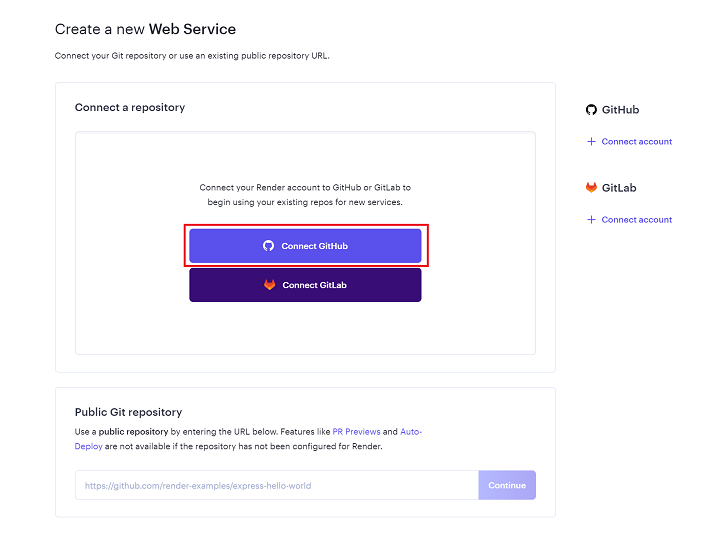 Create a new Web Service
Connect your Git repository or use an existing public repository URL.
Connect a repository
Connect your Render account to GitHub or GitLab to
begin using your existing repos for new services.
Connect GitHub
Connect GitLab
GitHub
+ Connect account
GitLab
+ Connect account
Public Git repository
Use a public repository by entering the URL below. Features like PR Previews and Auto-
Deploy are not available if the repository has not been configured for Render.
https://github.com/render-examples/express-hello-world
Continue